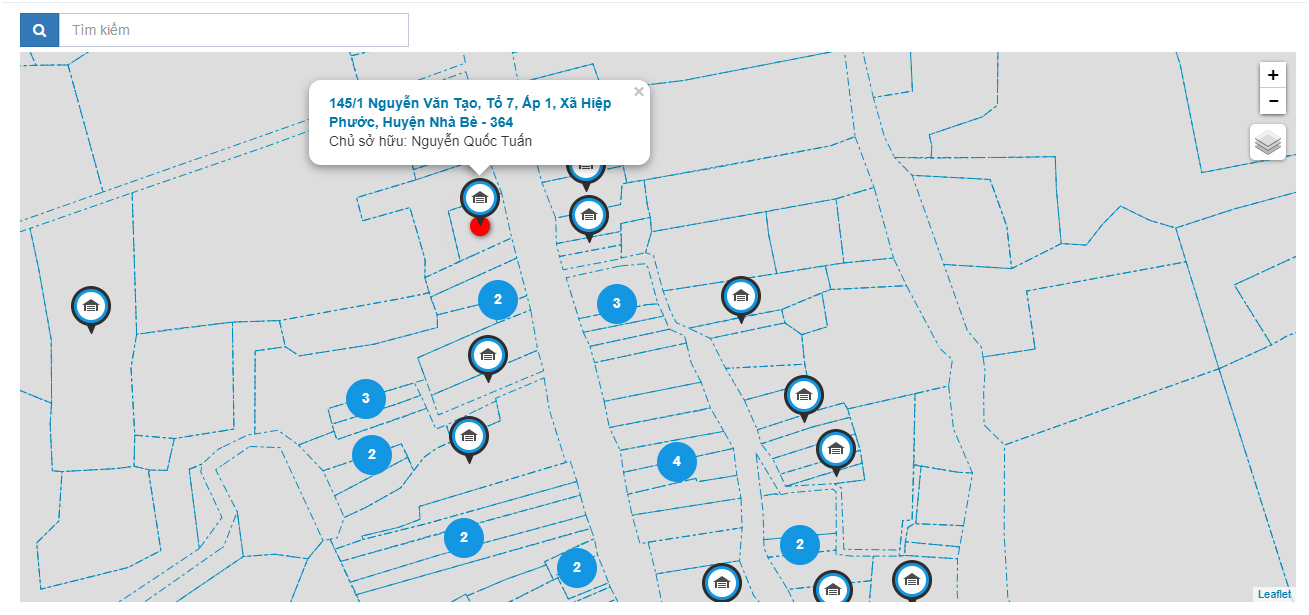 Tìm kiếm
145/1 Nguyễn Văn Tạo, Tổ 7, Ấp 1, Xã Hiệp
Phước, Huyện Nhà Bè - 364
×
Chủ sở hữu: Nguyễn Quốc Tuấn
+
−
2
3
3
2
4
2
2
2
Leaflet